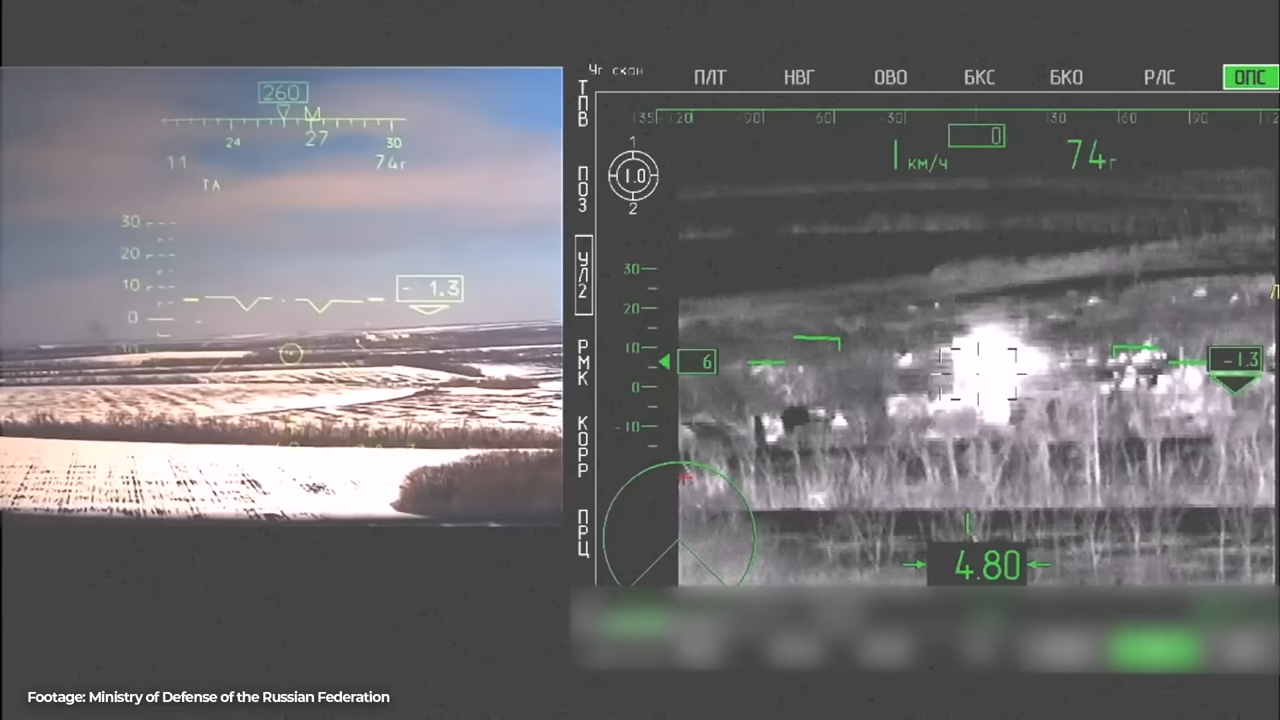 260
М
24 27 30
11 74г
ТА
30
20
10
0
10
- 1.3
Чг скан
ПЛТ НВГ ОВО БКС БКО РЛС ОПС
ТПВ
ПОЗ
УЛ2
РМК
КОРР
ПРЦ
135 -120 -90 -60 -30 0 30 60 90
1
1.0
2
1 км/ч 74г
30
20
10
0
-10
6
-1.3
4.80
Footage: Ministry of Defense of the Russian Federation